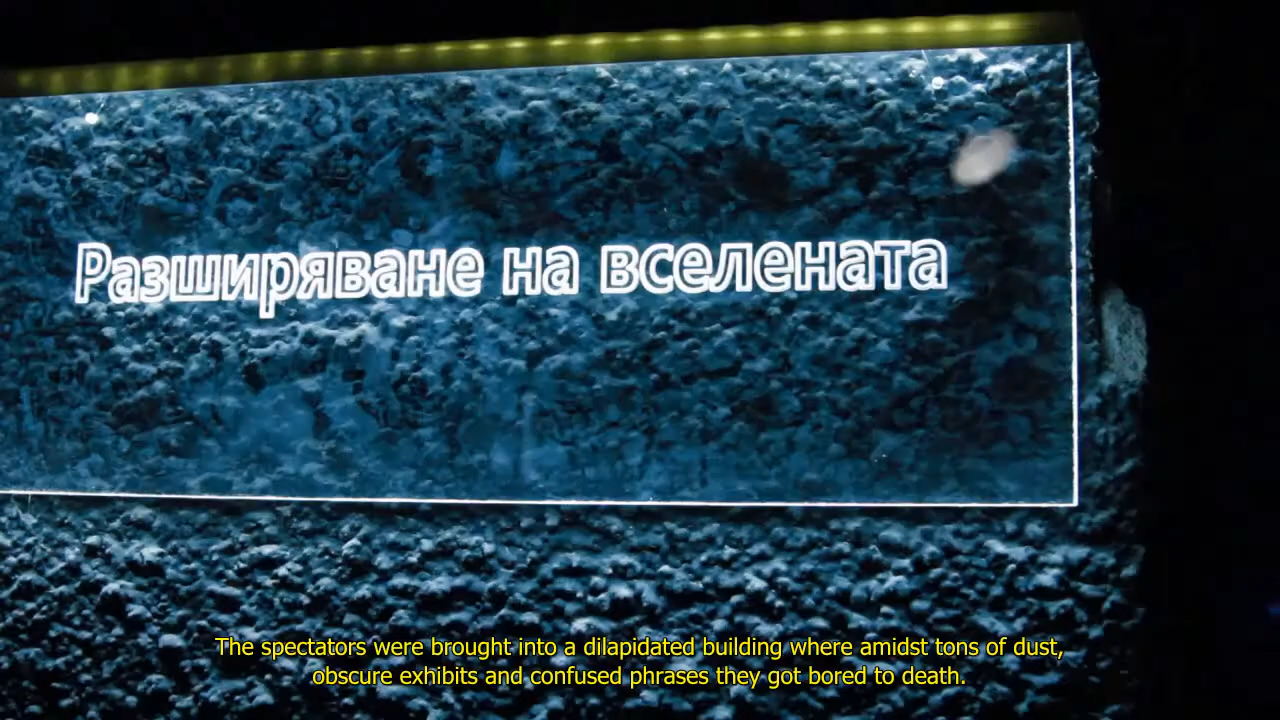 Разширяване на вселената
The spectators were brought into a dilapidated building where amidst tons of dust,
obscure exhibits and confused phrases they got bored to death.